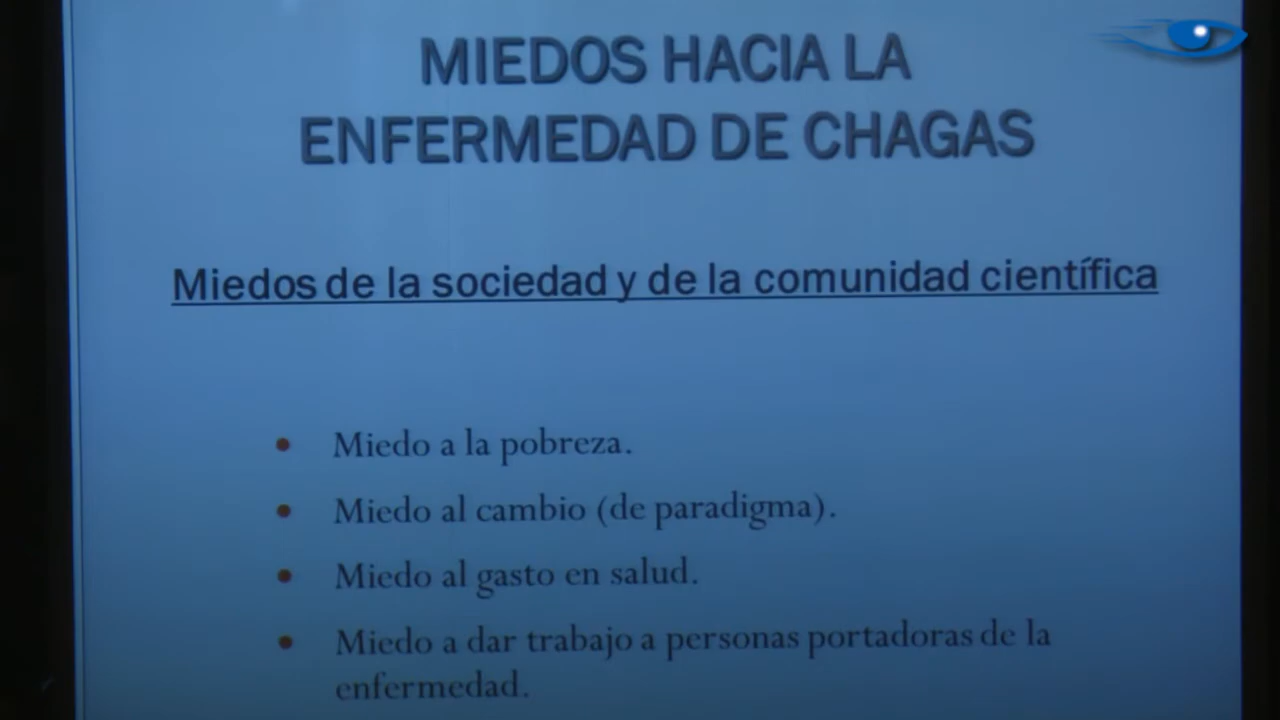 MIEDOS HACIA LA
ENFERMEDAD DE CHAGAS
Miedos de la sociedad y de la comunidad científica
• Miedo a la pobreza.
• Miedo al cambio (de paradigma).
• Miedo al gasto en salud.
• Miedo a dar trabajo a personas portadoras de la
enfermedad.